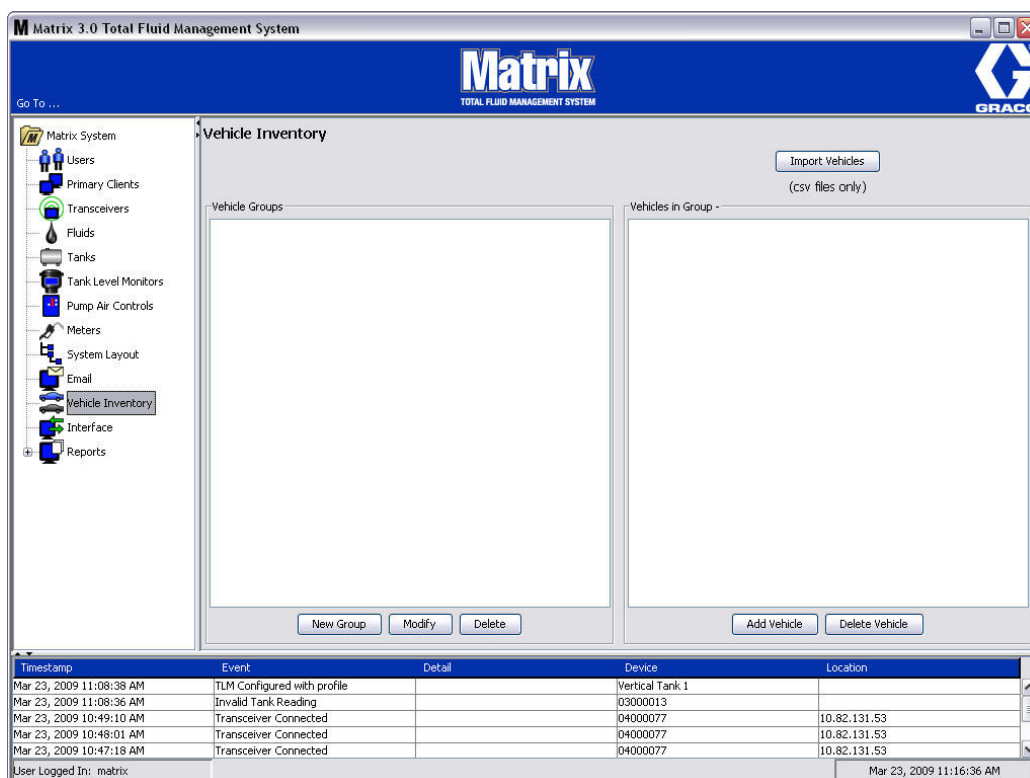 Matrix 3.0 Total Fluid Management System
Matrix
TOTAL FLUID MANAGEMENT SYSTEM
Go To ...
GRACO
Matrix System
Users
Primary Clients
Transceivers
Fluids
Tanks
Tank Level Monitors
Pump Air Controls
Meters
System Layout
Email
Vehicle Inventory
Interface
Reports
Vehicle Inventory
Import Vehicles
(csv files only)
Vehicle Groups
Vehicles in Group -
New Group Modify Delete
Add Vehicle Delete Vehicle
Timestamp Event Detail Device Location
Mar 23, 2009 11:08:38 AM TLM Configured with profile Vertical Tank 1
Mar 23, 2009 11:08:36 AM Invalid Tank Reading 03000013
Mar 23, 2009 10:49:10 AM Transceiver Connected 04000077 10.82.131.53
Mar 23, 2009 10:48:01 AM Transceiver Connected 04000077 10.82.131.53
Mar 23, 2009 10:47:18 AM Transceiver Connected 04000077 10.82.131.53
User Logged In: matrix Mar 23, 2009 11:16:36 AM